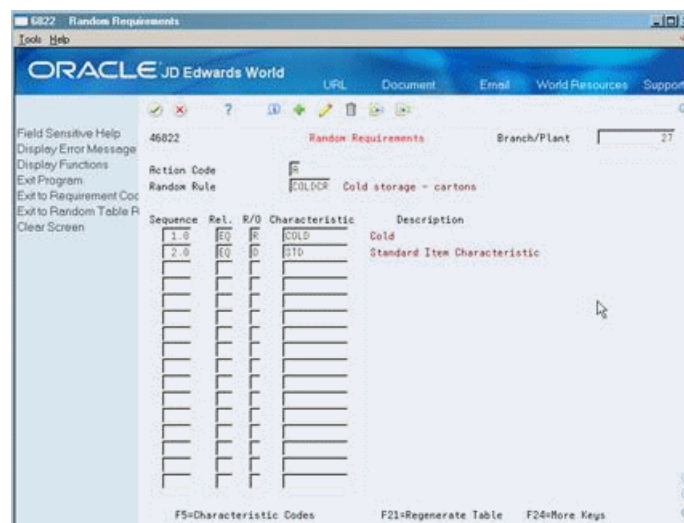 6822 Random Requirements
Tools Help
ORACLE JD Edwards World
URL Document Email World Resources Support
Field Sensitive Help
Display Error Message
Display Functions
Exit Program
Exit to Requirement Coc
Exit to Random Table R
Clear Screen
46822 Random Requirements Branch/Plant 27
Action Code
Random Rule COLDCR Cold storage - cartons
Sequence Rel. R/O Characteristic Description
1.0 EQ R COLD Cold
2.0 EQ O STD Standard Item Characteristic
F5=Characteristic Codes F21=Regenerate Table F24=More Keys